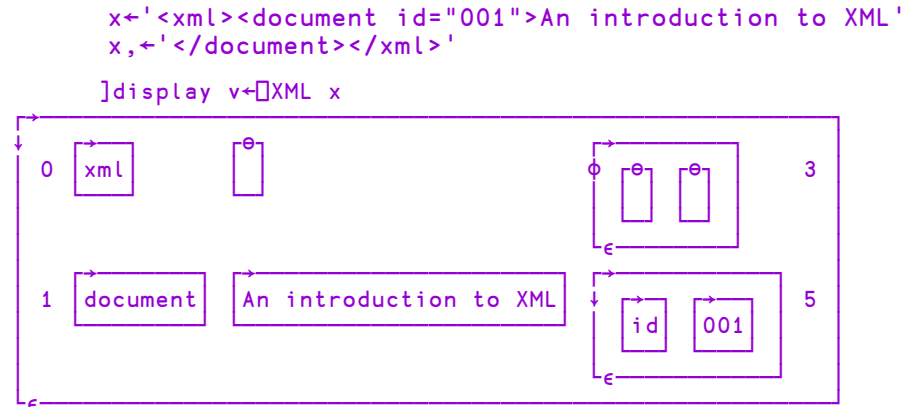 x←'<xml><document id="001">An introduction to XML'
x,←'</document></xml>'
]display v←⎕XML x
┌→──────────────────────────────────────────────────────┐
↓   ┌→──┐      ┌⊖┐                     ┌→────────┐   │
│ 0 │xml│      │ │                     ⌽ ┌⊖┐ ┌⊖┐ │ 3 │
│   └───┘      └─┘                     │ │ │ │ │ │   │
│                                      │ └─┘ └─┘ │   │
│                                      └∊────────┘   │
│   ┌→───────┐ ┌→─────────────────────┐ ┌→───────────┐   │
│ 1 │document│ │An introduction to XML│ ↓ ┌→─┐ ┌→──┐ │ 5 │
│   └────────┘ └──────────────────────┘ │ │id│ │001│ │   │
│                                      │ └──┘ └───┘ │   │
│                                      └∊───────────┘   │
└∊──────────────────────────────────────────────────────┘